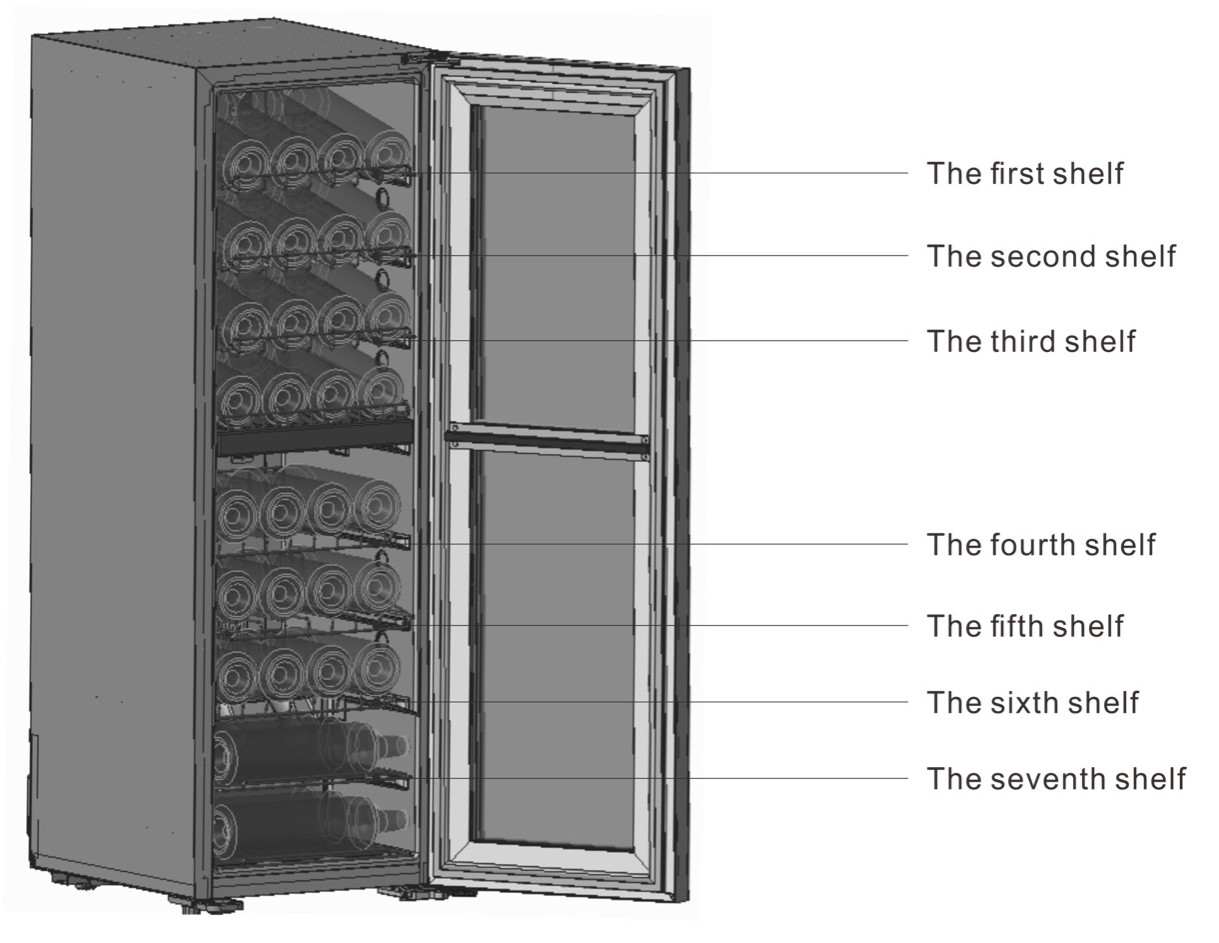 The first shelf
The second shelf
The third shelf
The fourth shelf
The fifth shelf
The sixth shelf
The seventh shelf